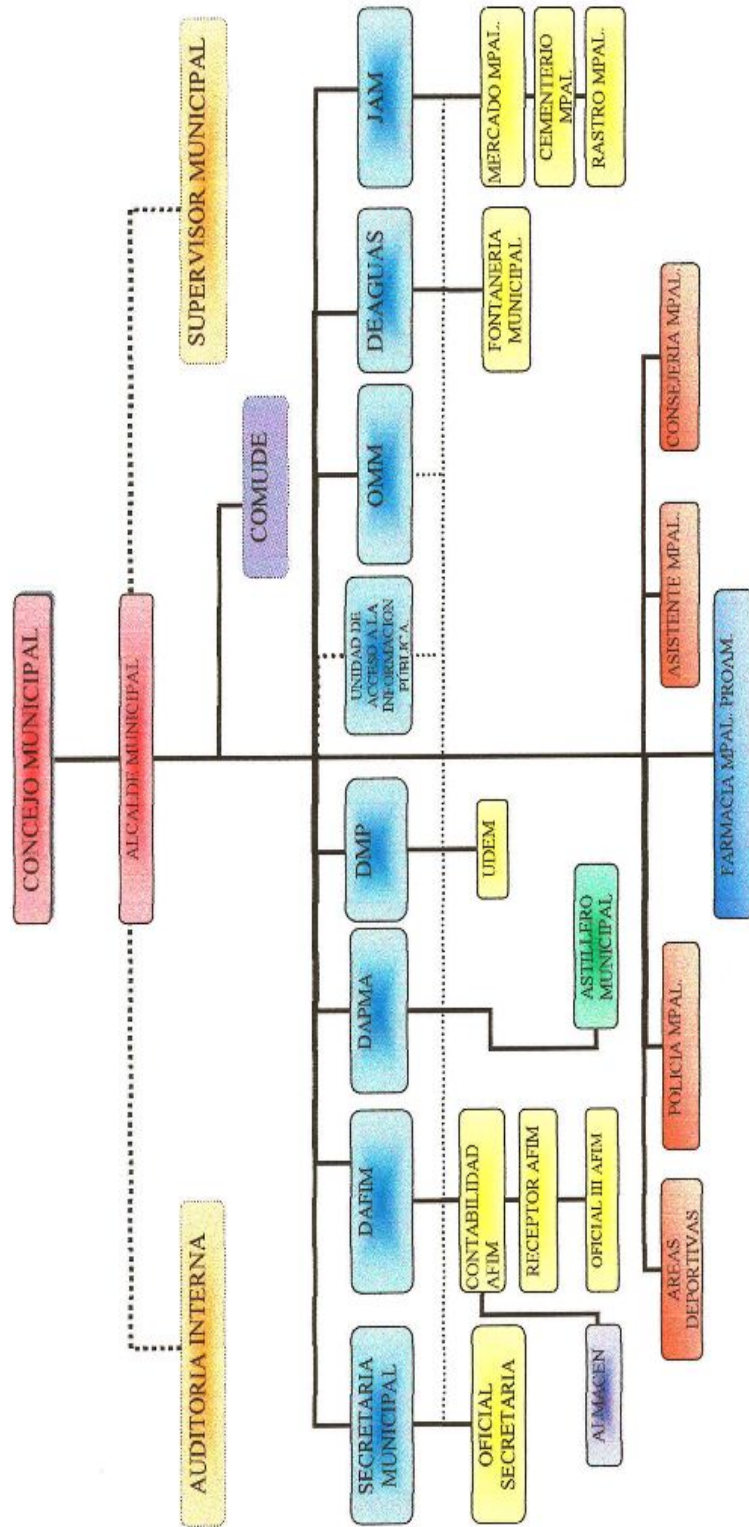 CONCEJO MUNICIPAL
ALCALDE MUNICIPAL
AUDITORIA INTERNA
SUPERVISOR MUNICIPAL
COMUDE
SECRETARIA
MUNICIPAL
DAFIM
DAPMA
DMP
UNIDAD DE
ACCESO A LA
INFORMACION
PÚBLICA
OMM
DEAGUAS
JAM
OFICIAL
SECRETARIA
CONTABILIDAD
AFIM
RECEPTOR AFIM
OFICIAL III AFIM
ALMACEN
ASTILLERO
MUNICIPAL
UDEM
FONTANERIA
MUNICIPAL
MERCADO MPAL.
CEMENTERIO
MPAL
RASTRO MPAL.
AREAS
DEPORTIVAS
POLICIA MPAL.
ASISTENTE MPAL.
CONSEJERIA MPAL.
FARMACIA MPAL. PROAM.